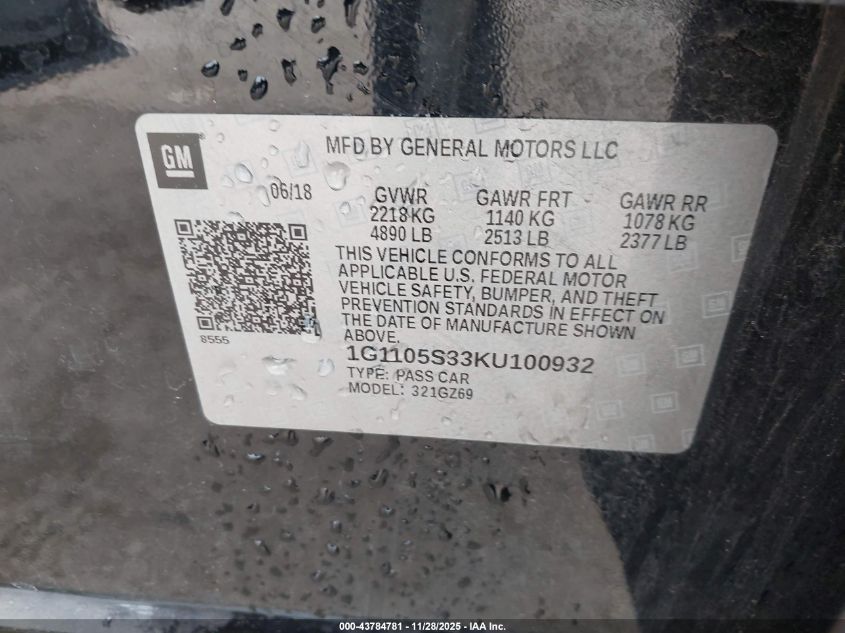 GM
MFD BY GENERAL MOTORS LLC
06/18
GVWR GAWR FRT GAWR RR
2218 KG 1140 KG 1078 KG
4890 LB 2513 LB 2377 LB
THIS VEHICLE CONFORMS TO ALL
APPLICABLE U.S. FEDERAL MOTOR
VEHICLE SAFETY, BUMPER, AND THEFT
PREVENTION STANDARDS IN EFFECT ON
THE DATE OF MANUFACTURE SHOWN
ABOVE.
8555
1G1105S33KU100932
TYPE: PASS CAR
MODEL: 321GZ69
000-43784781 — 11/28/2025 — IAA Inc.